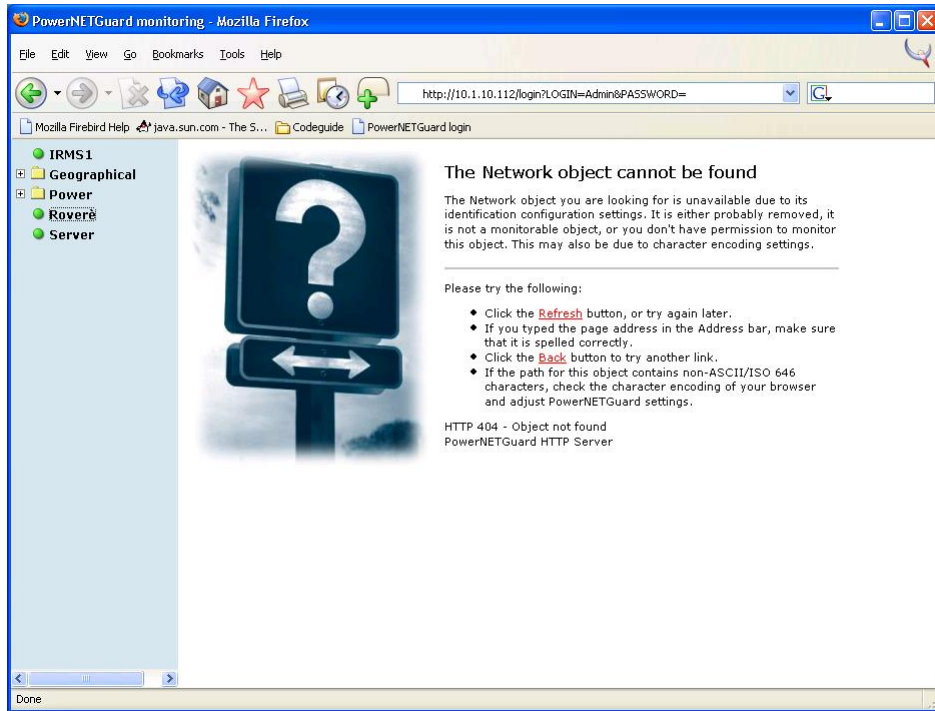 PowerNETGuard monitoring - Mozilla Firefox
File Edit View Go Bookmarks Tools Help
http://10.1.10.112/login?LOGIN=Admin&PASSWORD=
G
Mozilla Firebird Help java.sun.com - The S... Codeguide PowerNETGuard login
IRMS1
Geographical
Power
Roverè
Server
?
The Network object cannot be found
The Network object you are looking for is unavailable due to its
identification configuration settings. It is either probably removed, it
is not a monitorable object, or you don't have permission to monitor
this object. This may also be due to character encoding settings.
Please try the following:
Click the Refresh button, or try again later.
If you typed the page address in the Address bar, make sure
that it is spelled correctly.
Click the Back button to try another link.
If the path for this object contains non-ASCII/ISO 646
characters, check the character encoding of your browser
and adjust PowerNETGuard settings.
HTTP 404 - Object not found
PowerNETGuard HTTP Server
Done